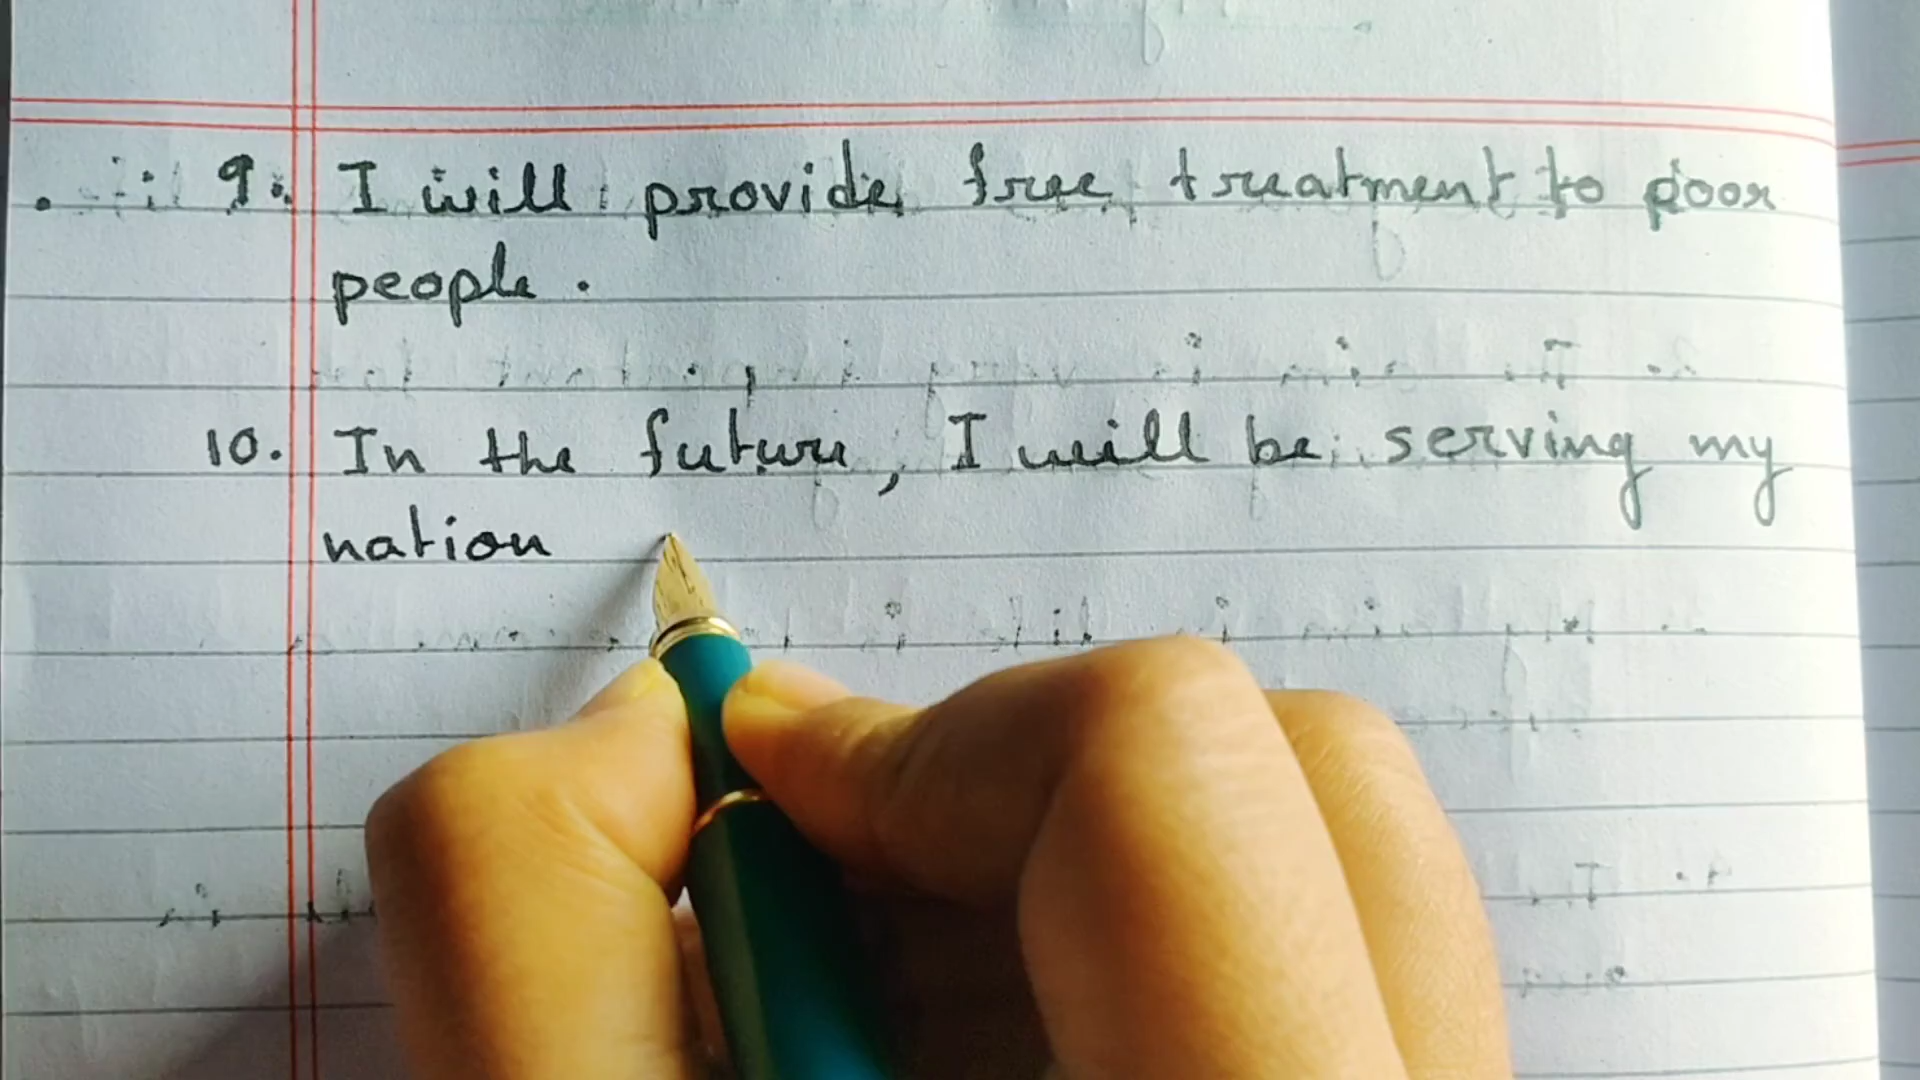 9. I will provide free treatment to poor
people.
10. In the future, I will be serving my
nation